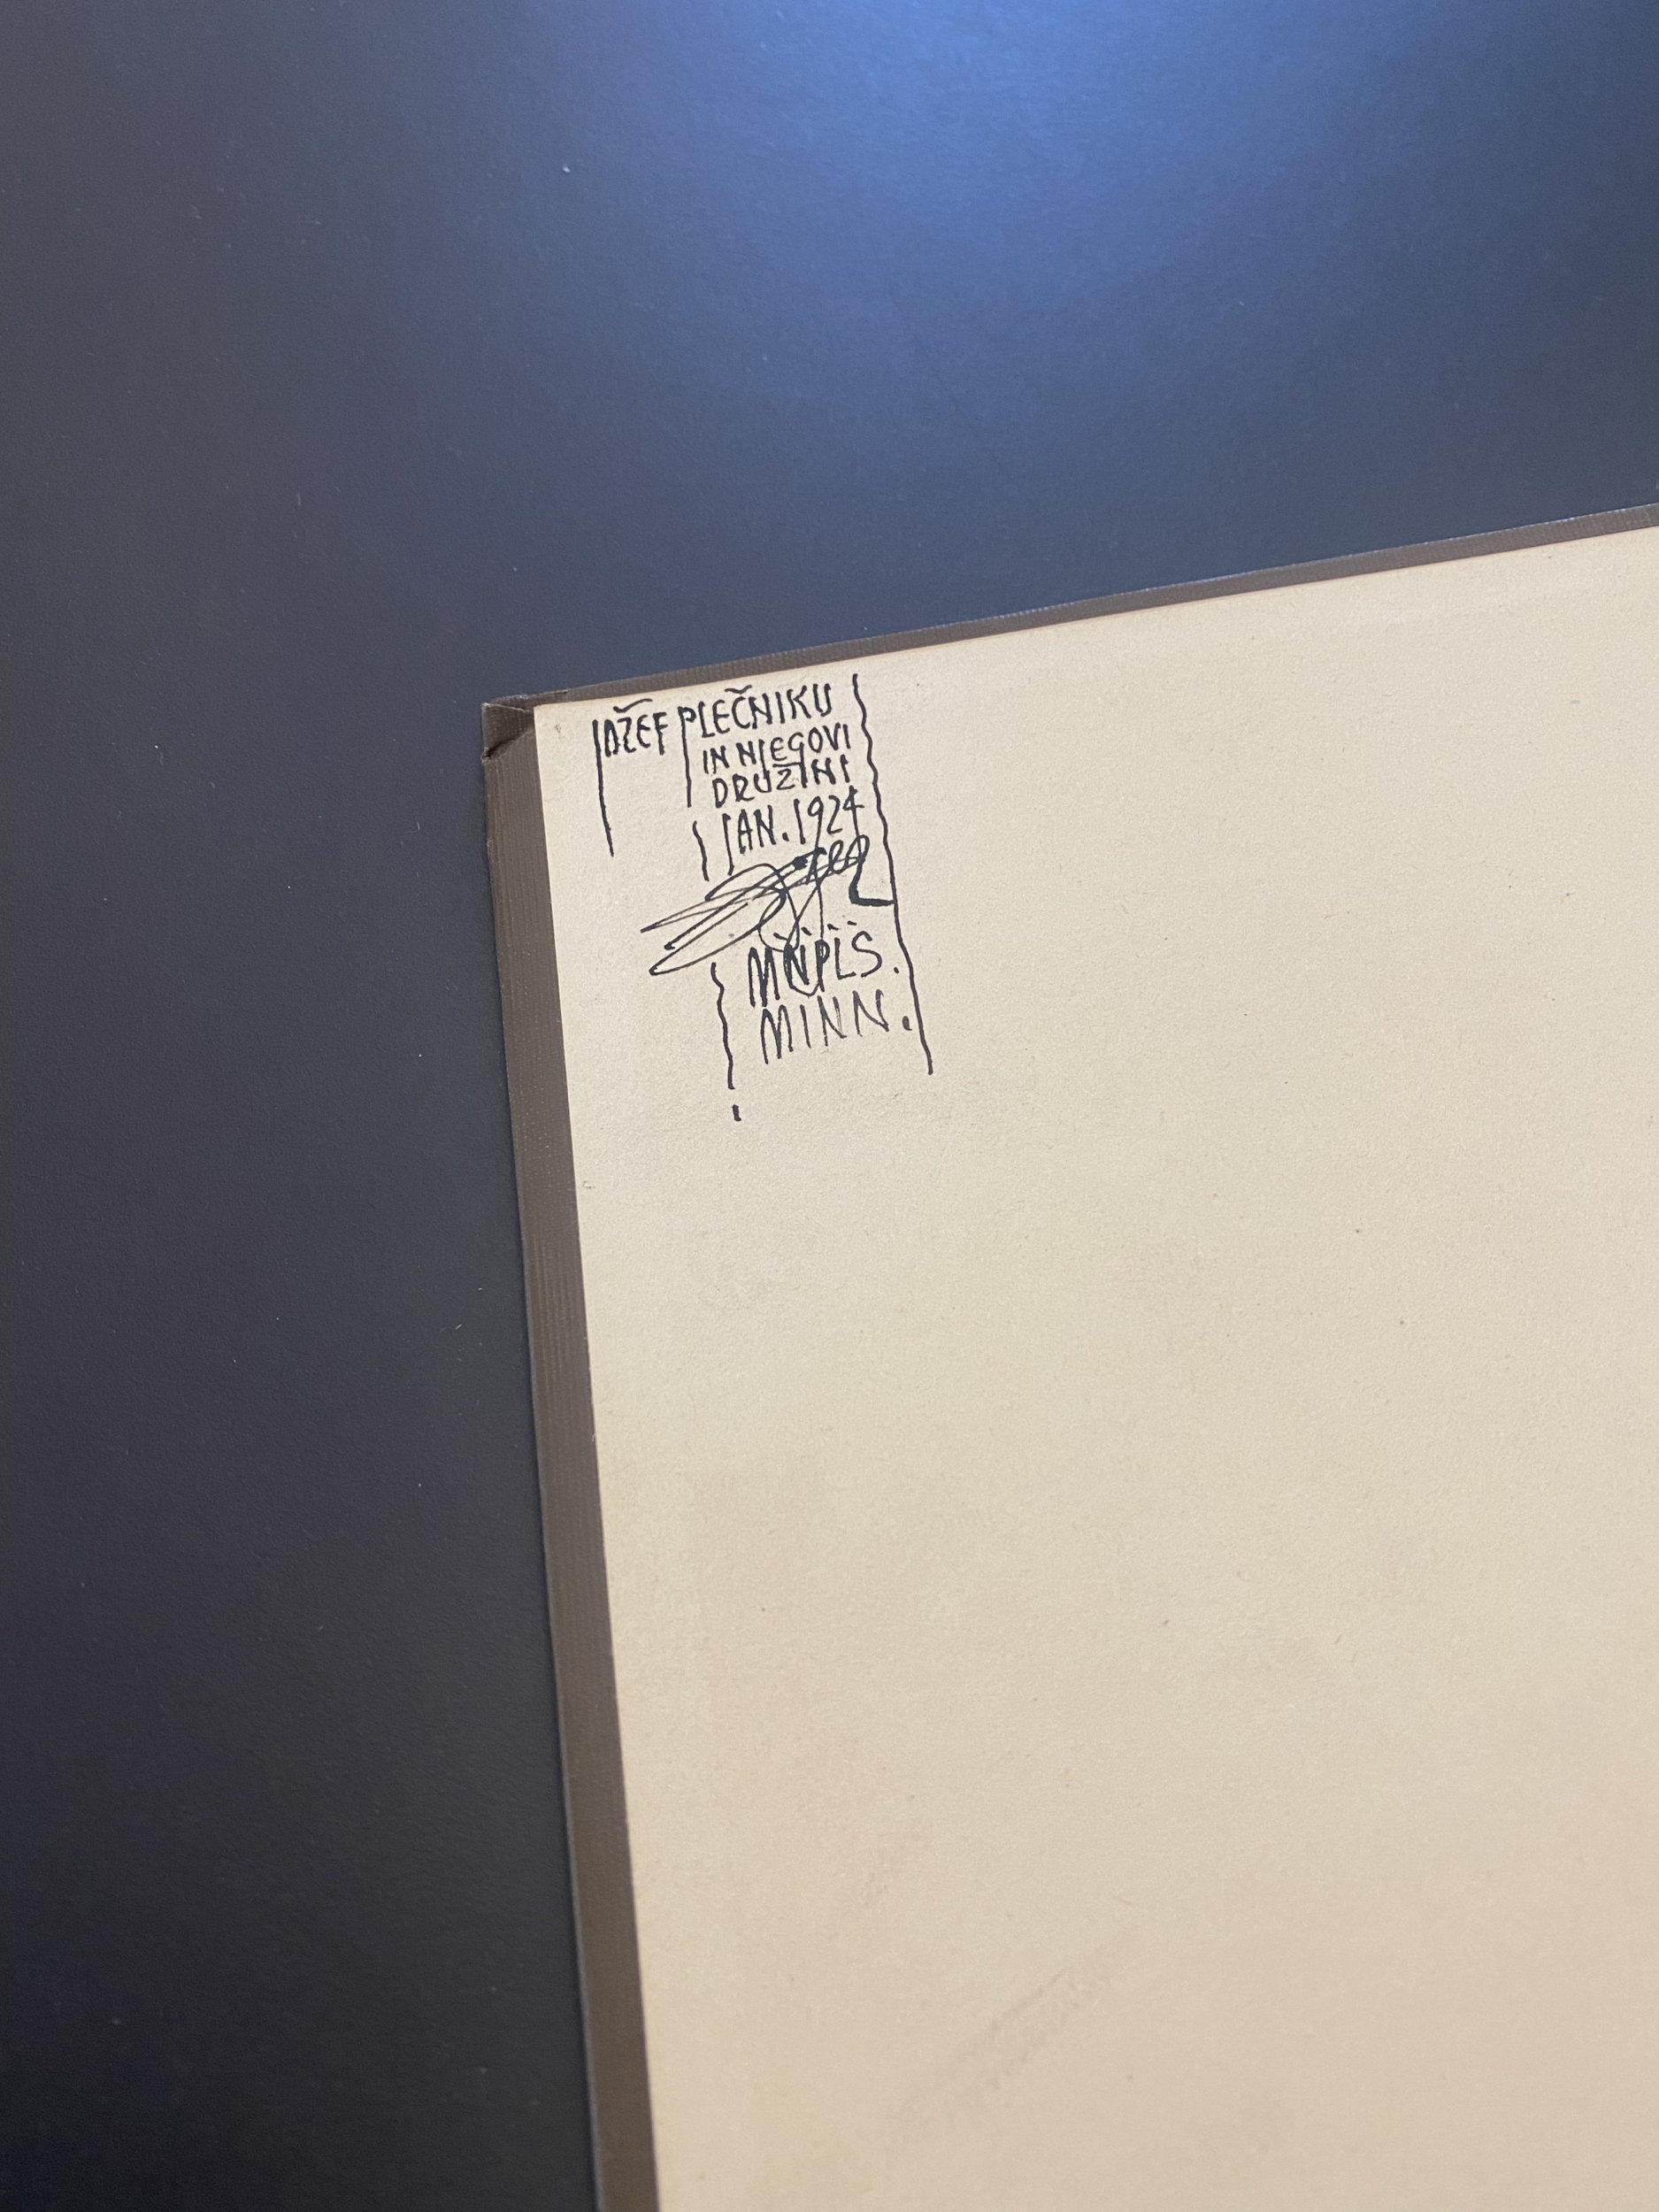 JOŽEF PLEČNIKU
IN NJEGOVI
DRUŽINI
JAN. 1924
MNPLS.
MINN.